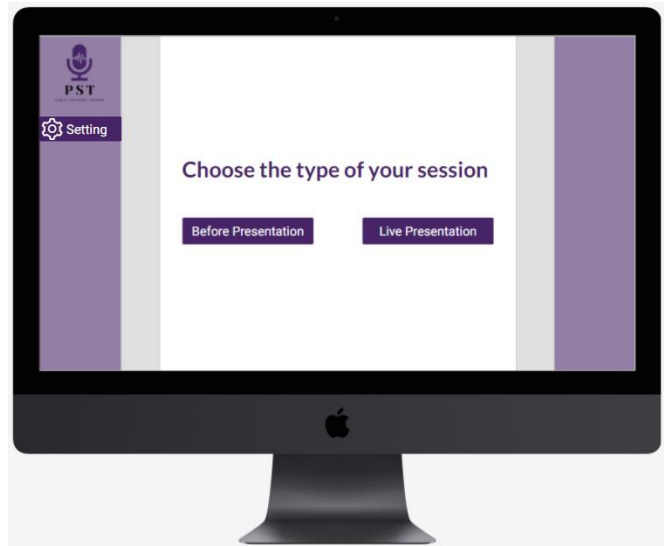 PST
Setting
Choose the type of your session
Before Presentation
Live Presentation